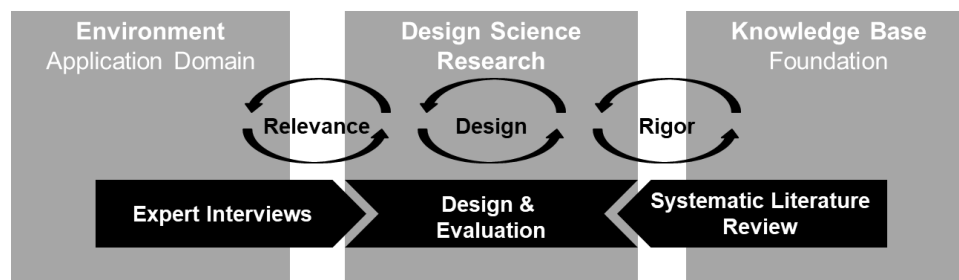 Environment
Application Domain
Design Science
Research
Knowledge Base
Foundation
Relevance
Design
Rigor
Expert Interviews
Design &
Evaluation
Systematic Literature
Review